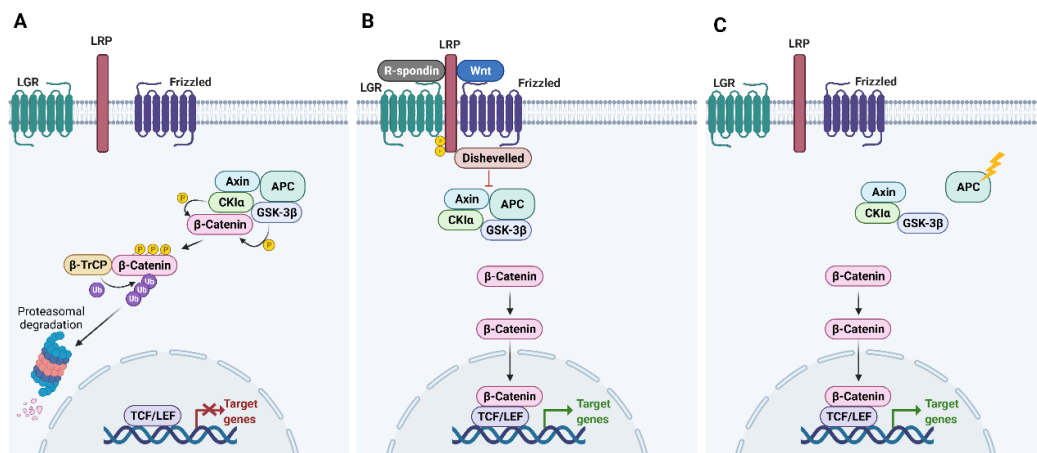 A
LRP
LGR
Frizzled
Axin
APC
CKIα
P
GSK-3β
β-Catenin
P
P P P
β-TrCP
β-Catenin
Ub
Ub
Ub
Ub
Proteasomal
degradation
TCF/LEF
Target
genes
B
LRP
R-spondin
Wnt
LGR
Frizzled
P
P
Dishevelled
Axin
APC
CKIα
GSK-3β
β-Catenin
β-Catenin
β-Catenin
TCF/LEF
Target
genes
C
LRP
LGR
Frizzled
APC
Axin
CKIα
GSK-3β
β-Catenin
β-Catenin
β-Catenin
TCF/LEF
Target
genes